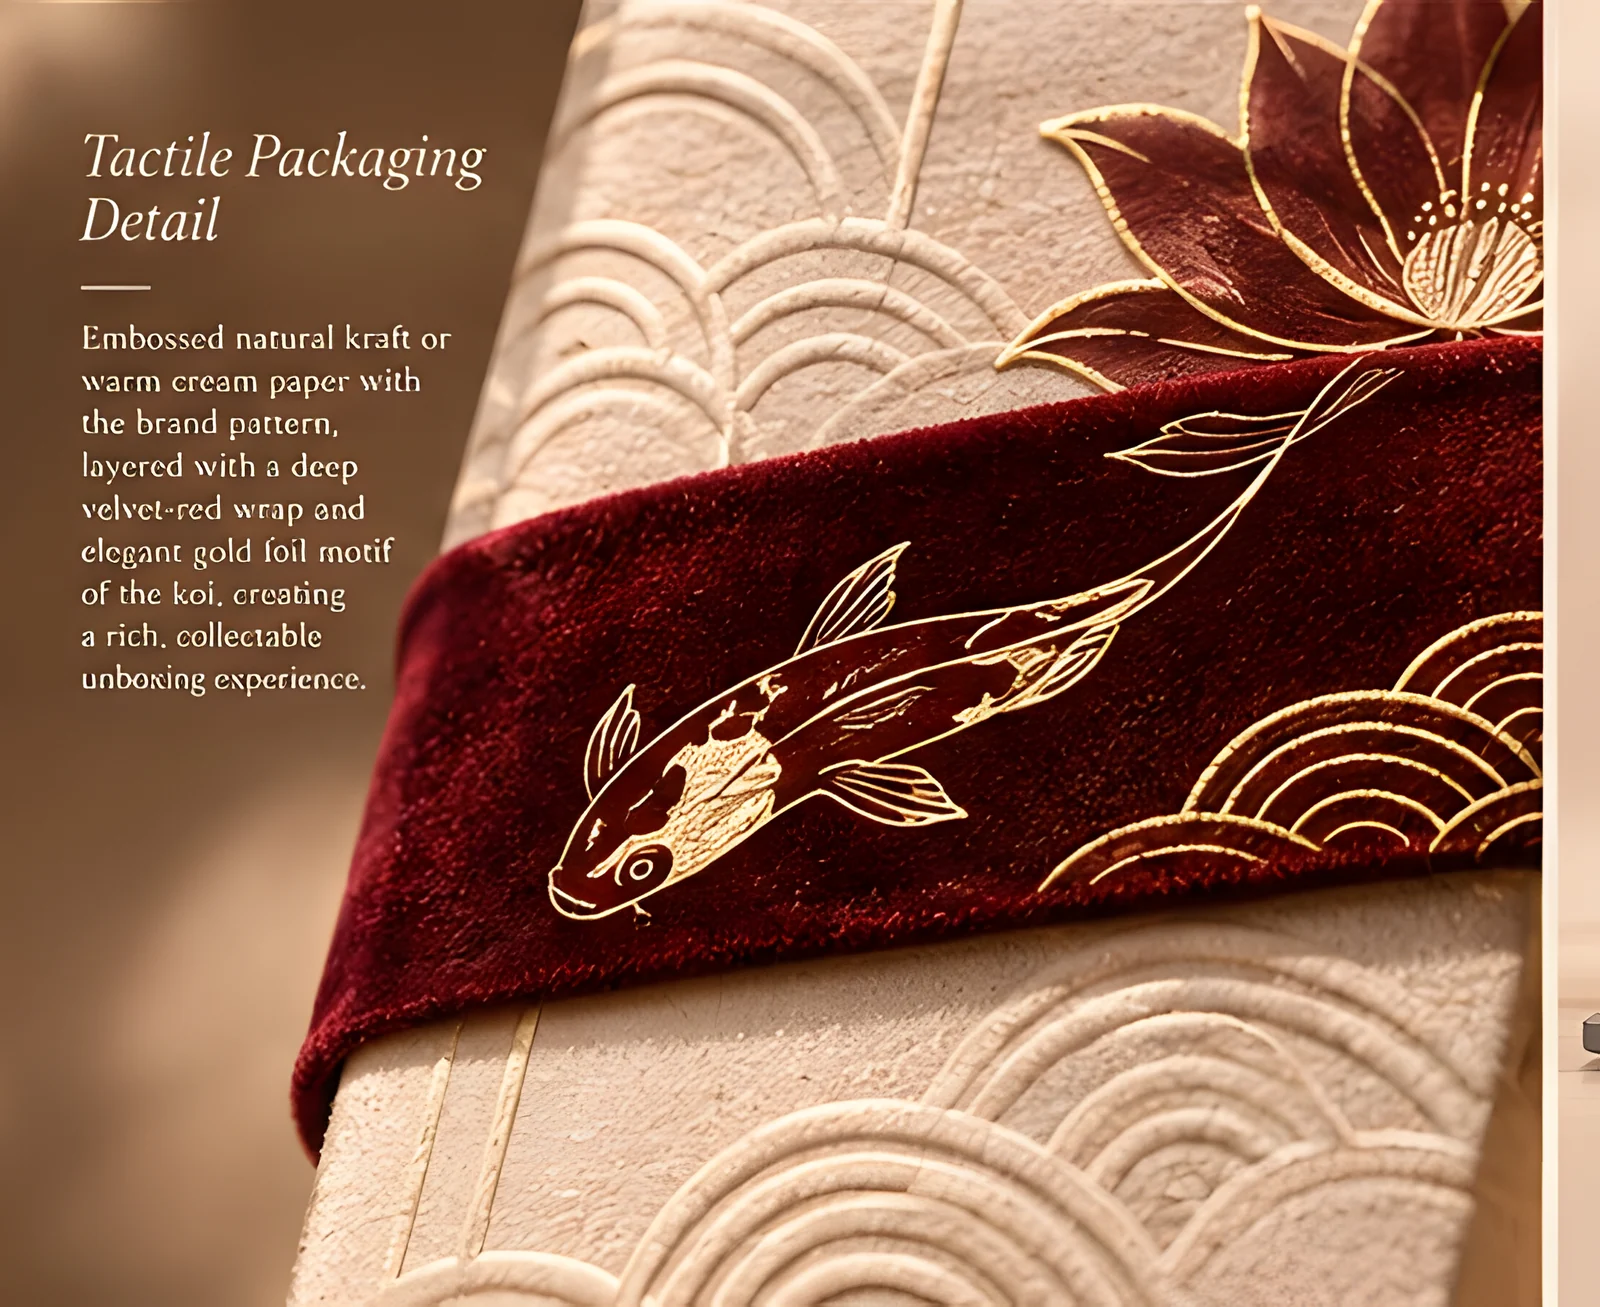 Tactile Packaging
Detail
Embossed natural kraft or
warm cream paper with
the brand pattern,
layered with a deep
velvet-red wrap and
elegant gold foil motif
of the koi, creating
a rich, collectable
unboxing experience.